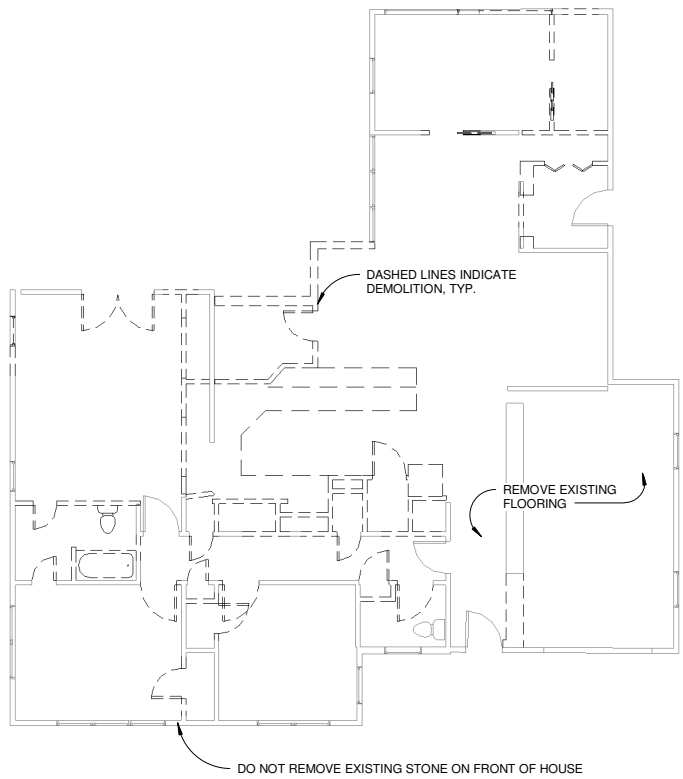 DASHED LINES INDICATE
DEMOLITION, TYP.
REMOVE EXISTING
FLOORING
DO NOT REMOVE EXISTING STONE ON FRONT OF HOUSE